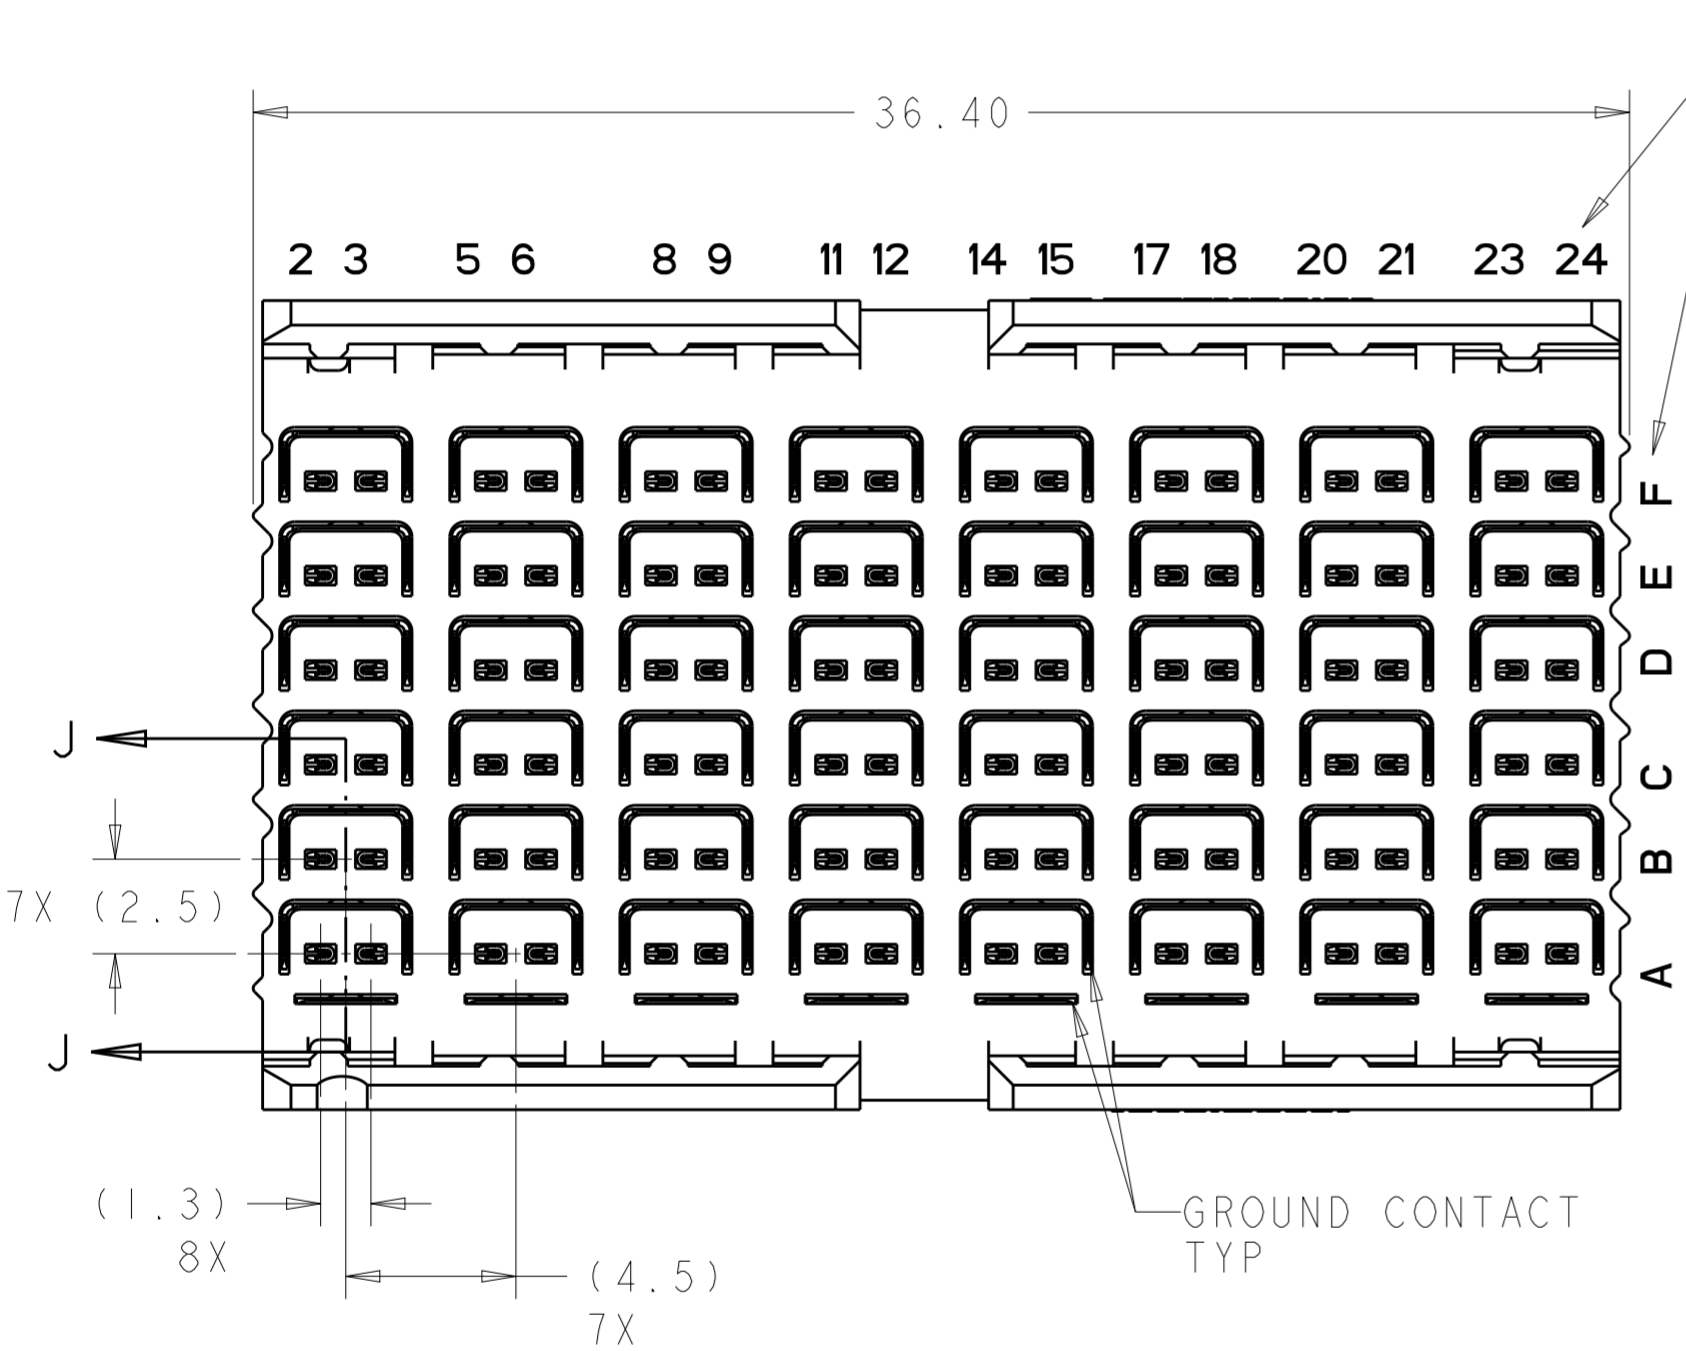 36.40
2 3 5 6 8 9 11 12 14 15 17 18 20 21 23 24
F
E
D
J
C
B
7X (2.5)
A
J
(1.3)
8X
GROUND CONTACT
TYP
(4.5)
7X